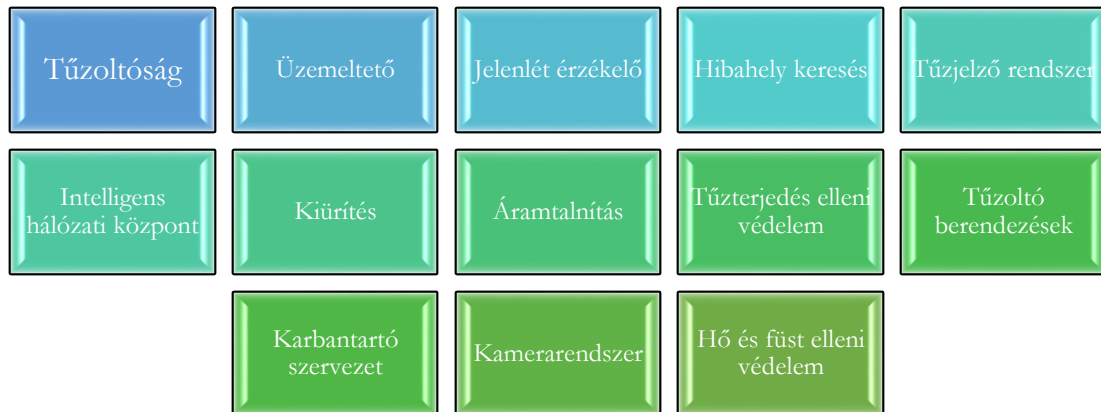 Tűzoltóság
Üzemeltető
Jelenlét érzékelő
Hibahely keresés
Tűzjelző rendszer
Intelligens
hálózati központ
Kiürítés
Áramtalnítás
Tűzterjedés elleni
védelem
Tűzoltó
berendezések
Karbantartó
szervezet
Kamerarendszer
Hő és füst elleni
védelem